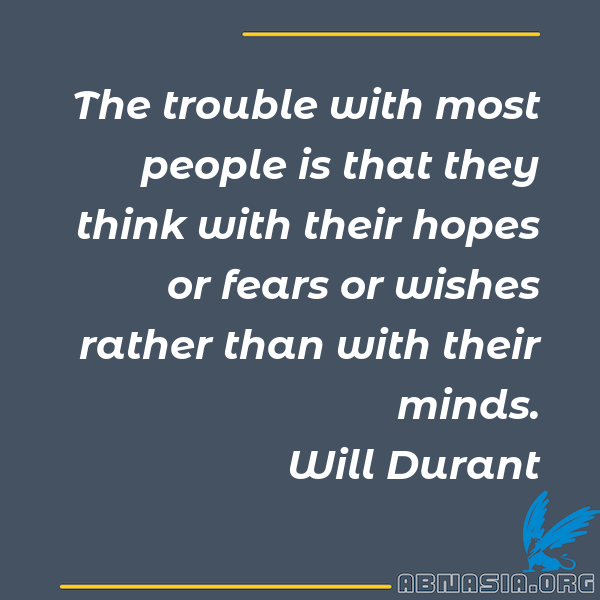 The trouble with most
people is that they
think with their hopes
or fears or wishes
rather than with their
minds.
Will Durant
ABNASIA.ORG